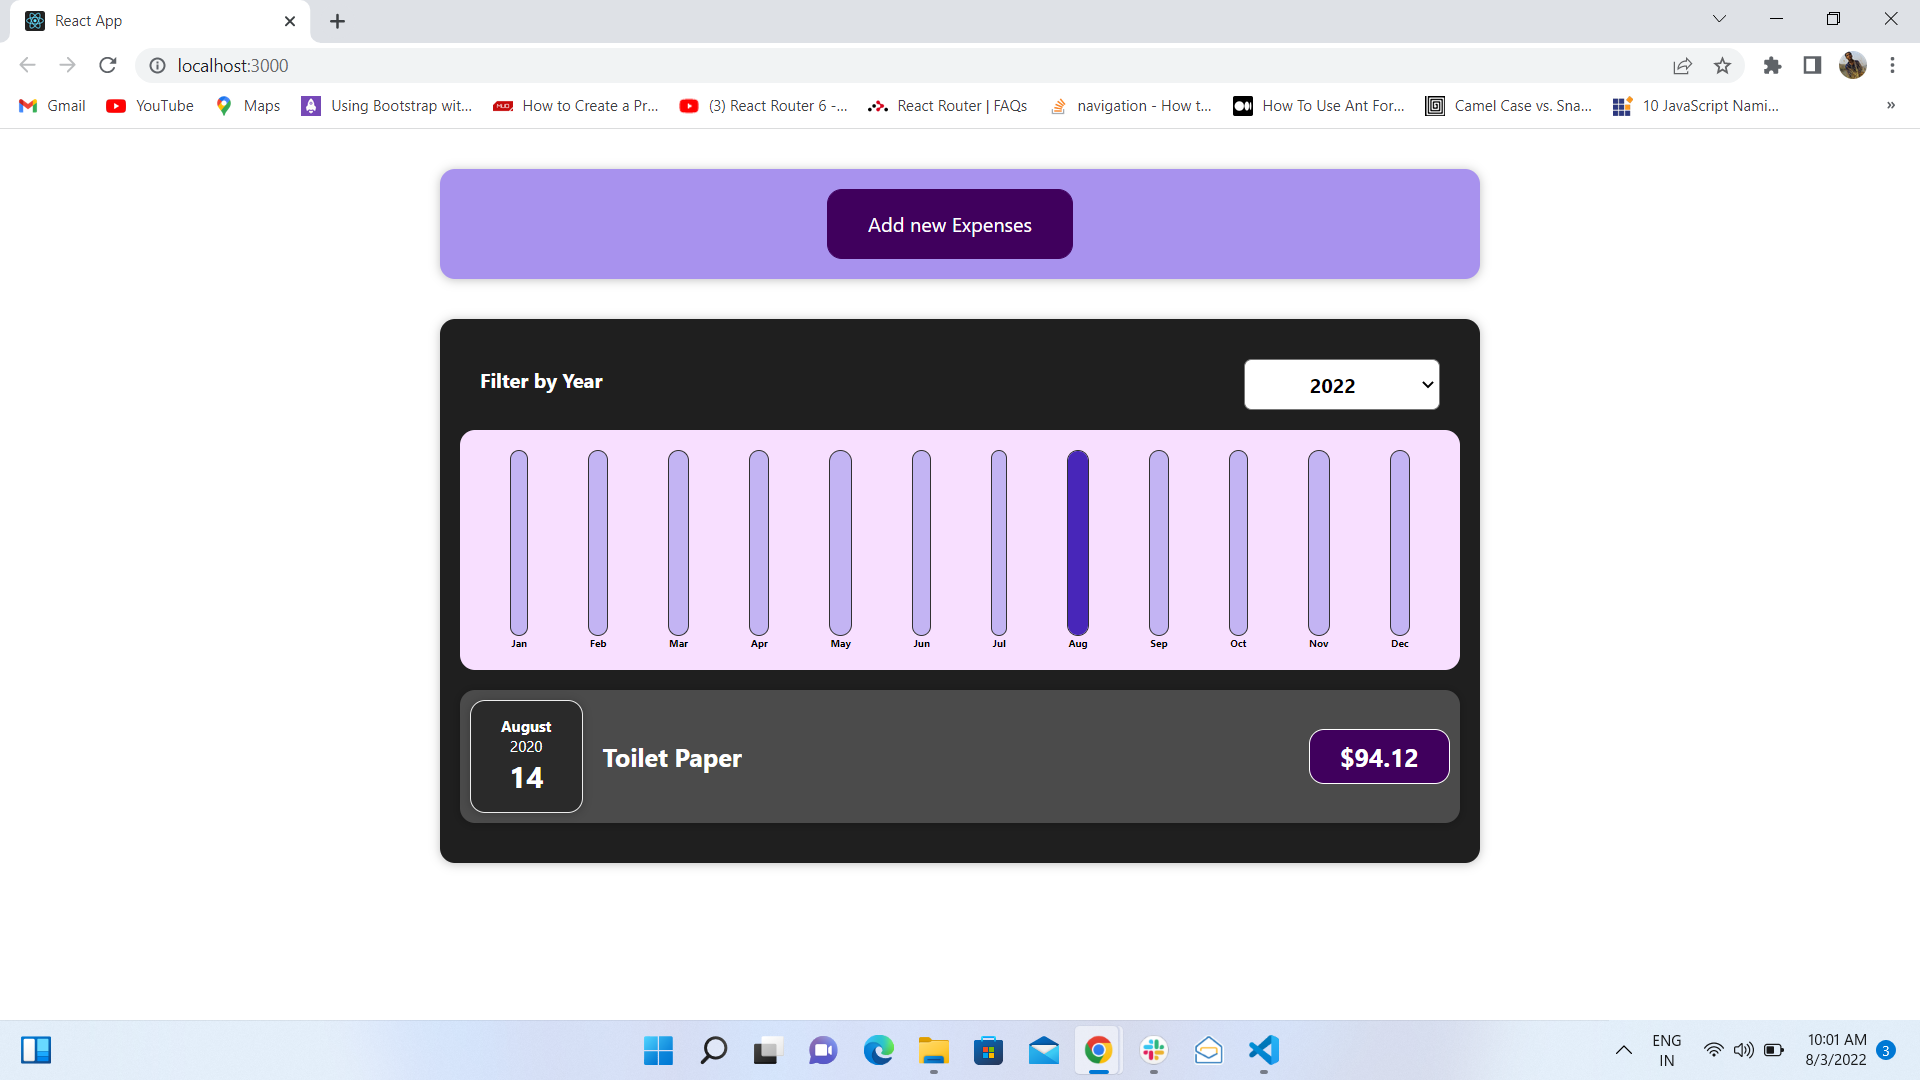 React App
localhost:3000
Gmail
YouTube
Maps
Using Bootstrap wit...
How to Create a Pr...
(3) React Router 6 -...
React Router | FAQs
navigation - How t...
How To Use Ant For...
Camel Case vs. Sna...
10 JavaScript Nami...
»
Add new Expenses
Filter by Year
2022
Jan Feb Mar Apr May Jun Jul Aug Sep Oct Nov Dec
August
2020
14
Toilet Paper
$94.12
ENG
IN
10:01 AM
8/3/2022
3